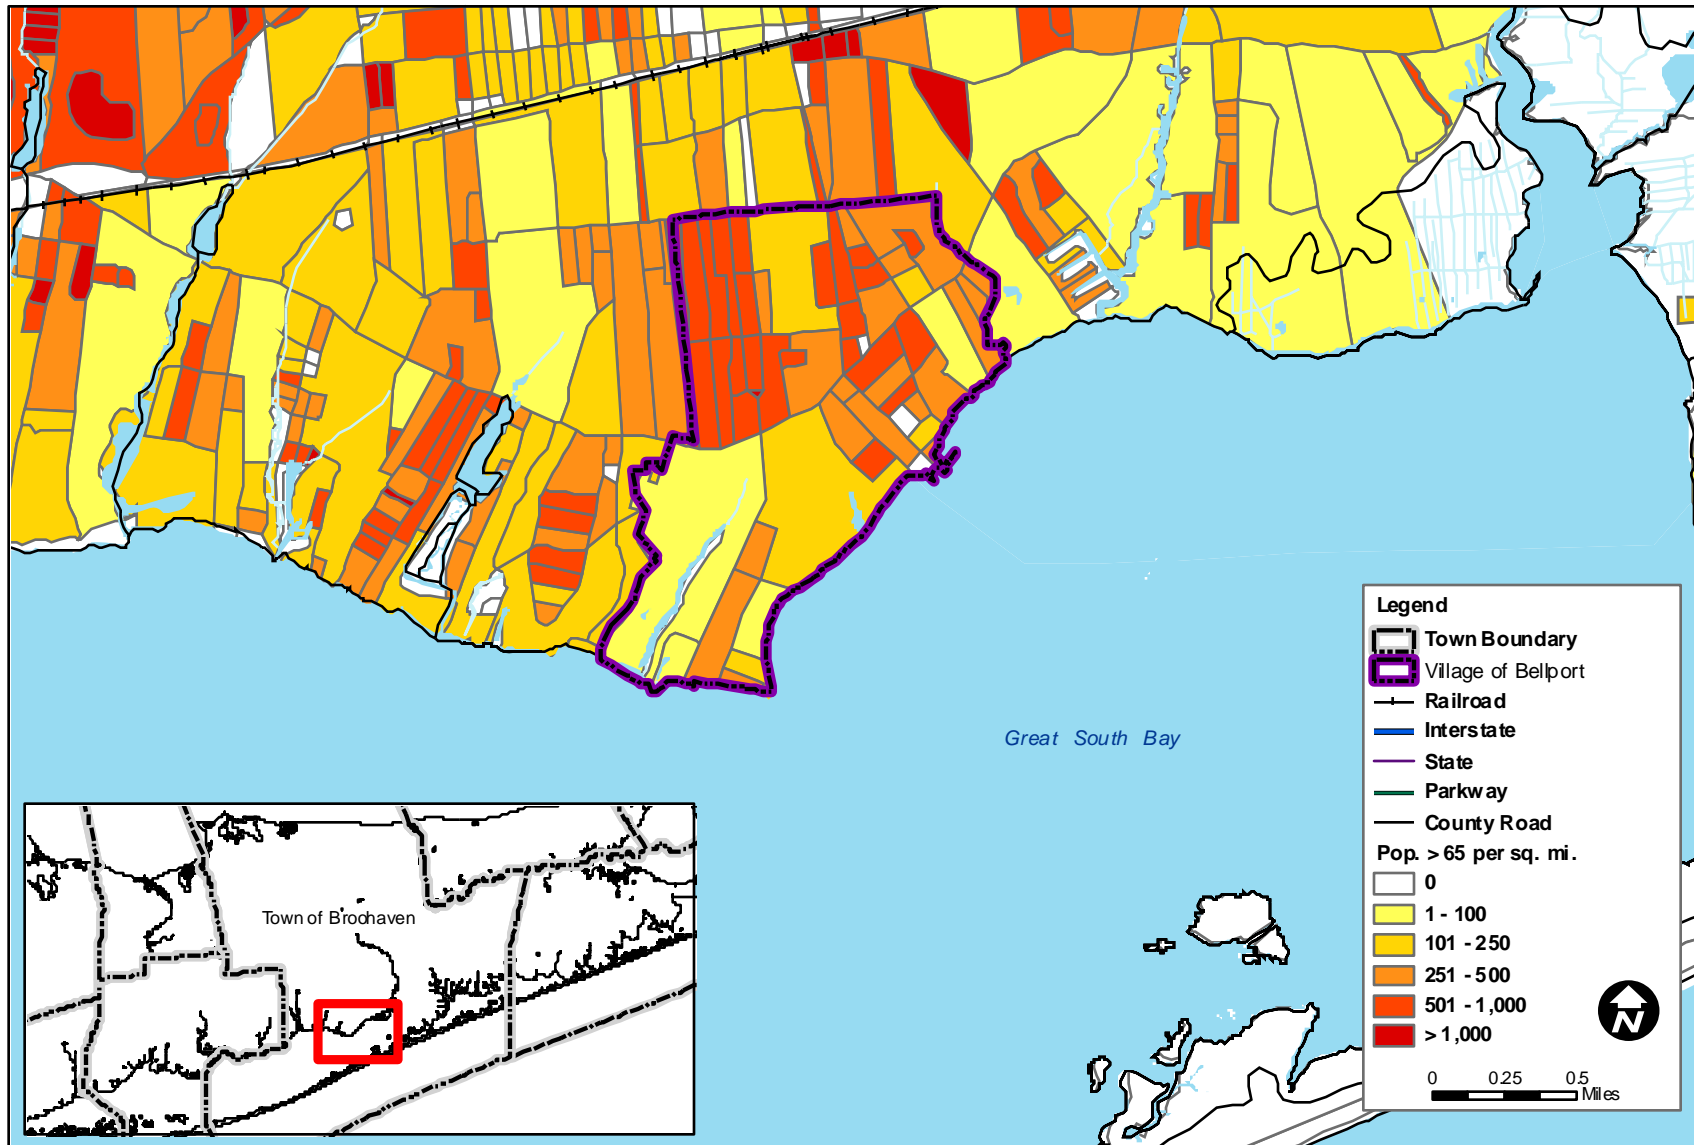 Great South Bay
Town of Broohaven
Legend
Town Boundary
Village of Bellport
Railroad
Interstate
State
Parkway
County Road
Pop. > 65 per sq. mi.
0
1 - 100
101 - 250
251 - 500
501 - 1,000
> 1,000
N
0 0.25 0.5
Miles